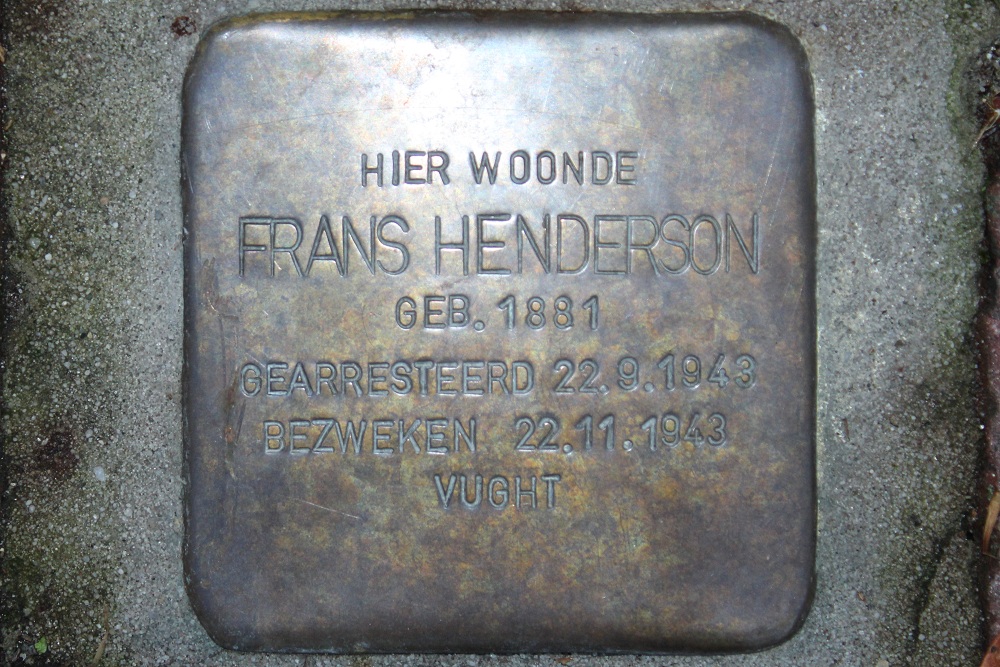 HIER WOONDE
FRANS HENDERSON
GEB. 1881
GEARRESTEERD 22.9.1943
BEZWEKEN 22.11.1943
VUGHT